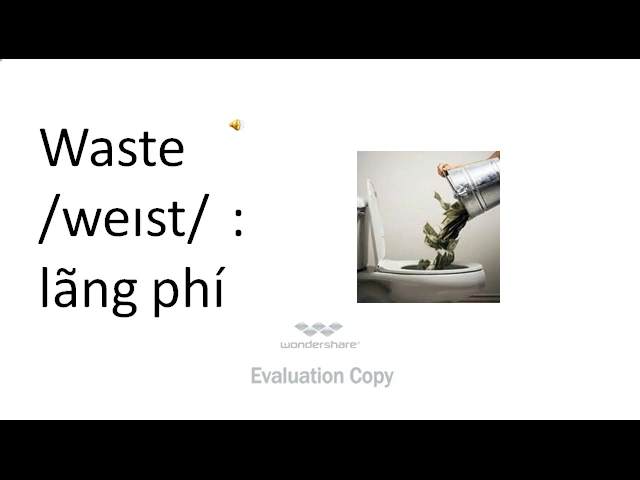 Waste
/weɪst/ :
lãng phí
wondershare
Evaluation Copy